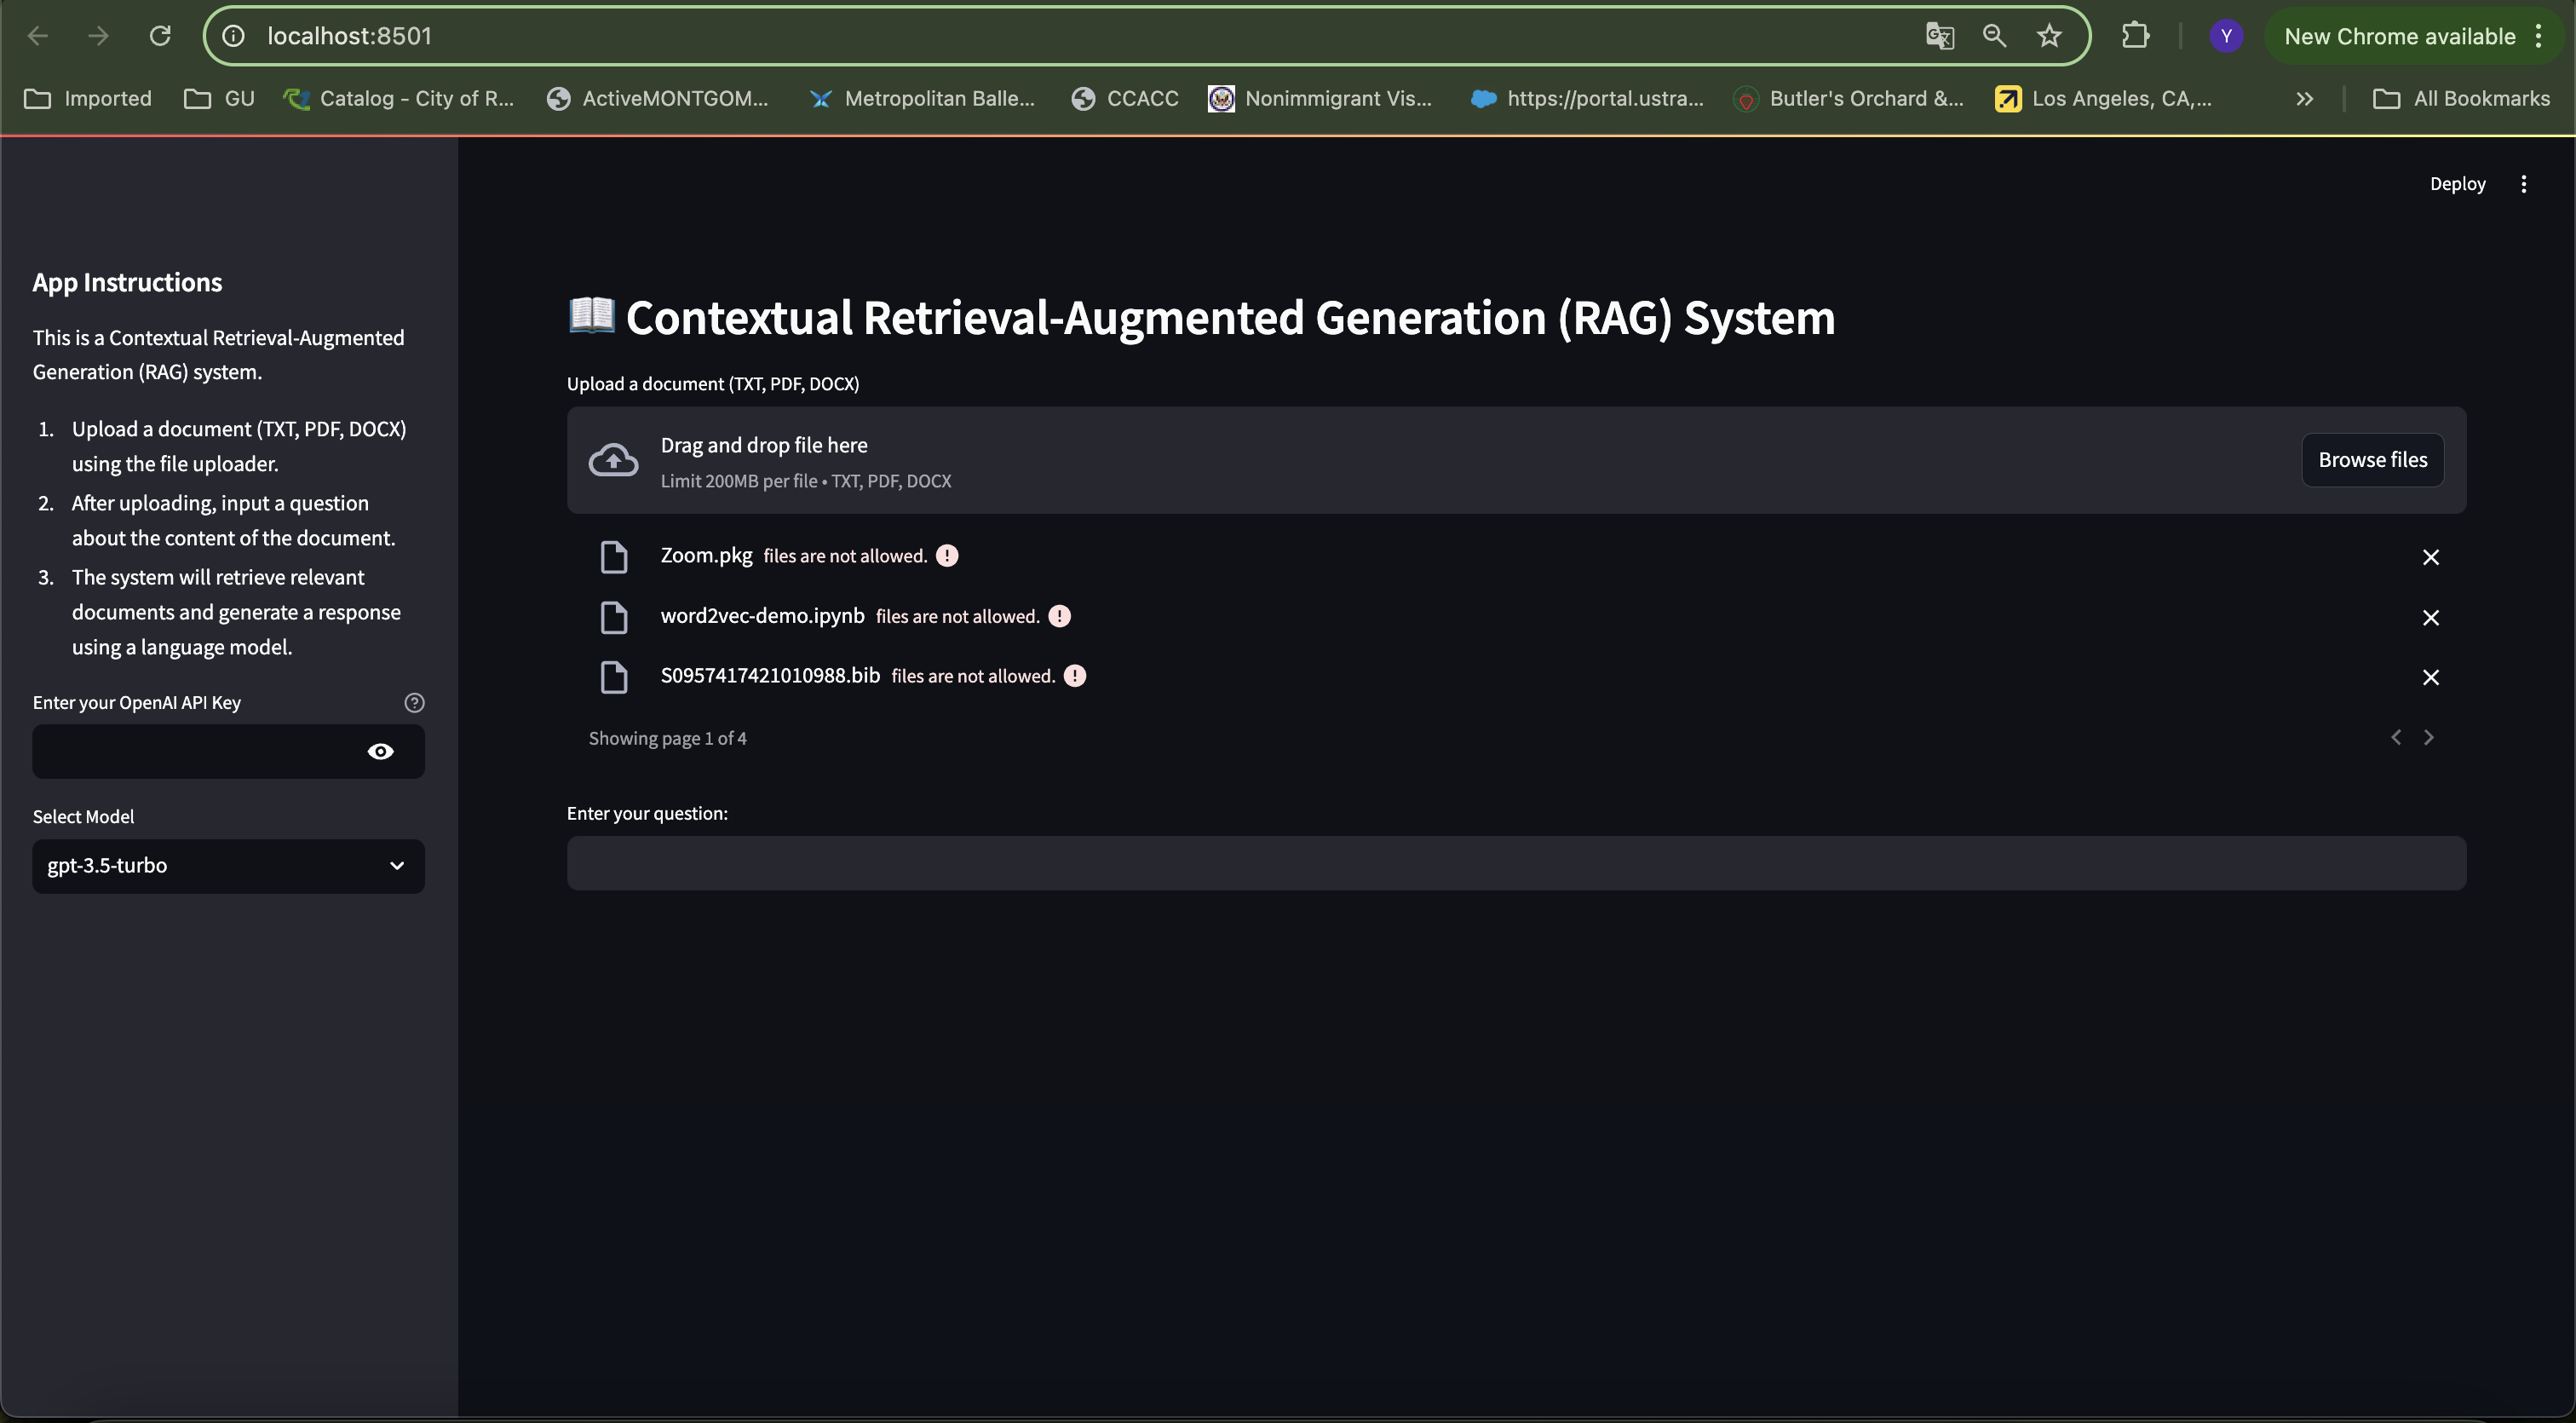 localhost:8501
Y
New Chrome available
Imported
GU
Catalog - City of R...
ActiveMONTGOM...
Metropolitan Balle...
CCACC
Nonimmigrant Vis...
https://portal.ustra...
Butler's Orchard &...
Los Angeles, CA,...
All Bookmarks
Deploy
App Instructions
This is a Contextual Retrieval-Augmented
Generation (RAG) system.
1. Upload a document (TXT, PDF, DOCX)
using the file uploader.
2. After uploading, input a question
about the content of the document.
3. The system will retrieve relevant
documents and generate a response
using a language model.
Enter your OpenAI API Key
Select Model
gpt-3.5-turbo
Contextual Retrieval-Augmented Generation (RAG) System
Upload a document (TXT, PDF, DOCX)
Drag and drop file here
Limit 200MB per file • TXT, PDF, DOCX
Browse files
Zoom.pkg files are not allowed.
word2vec-demo.ipynb files are not allowed.
S0957417421010988.bib files are not allowed.
Showing page 1 of 4
Enter your question: